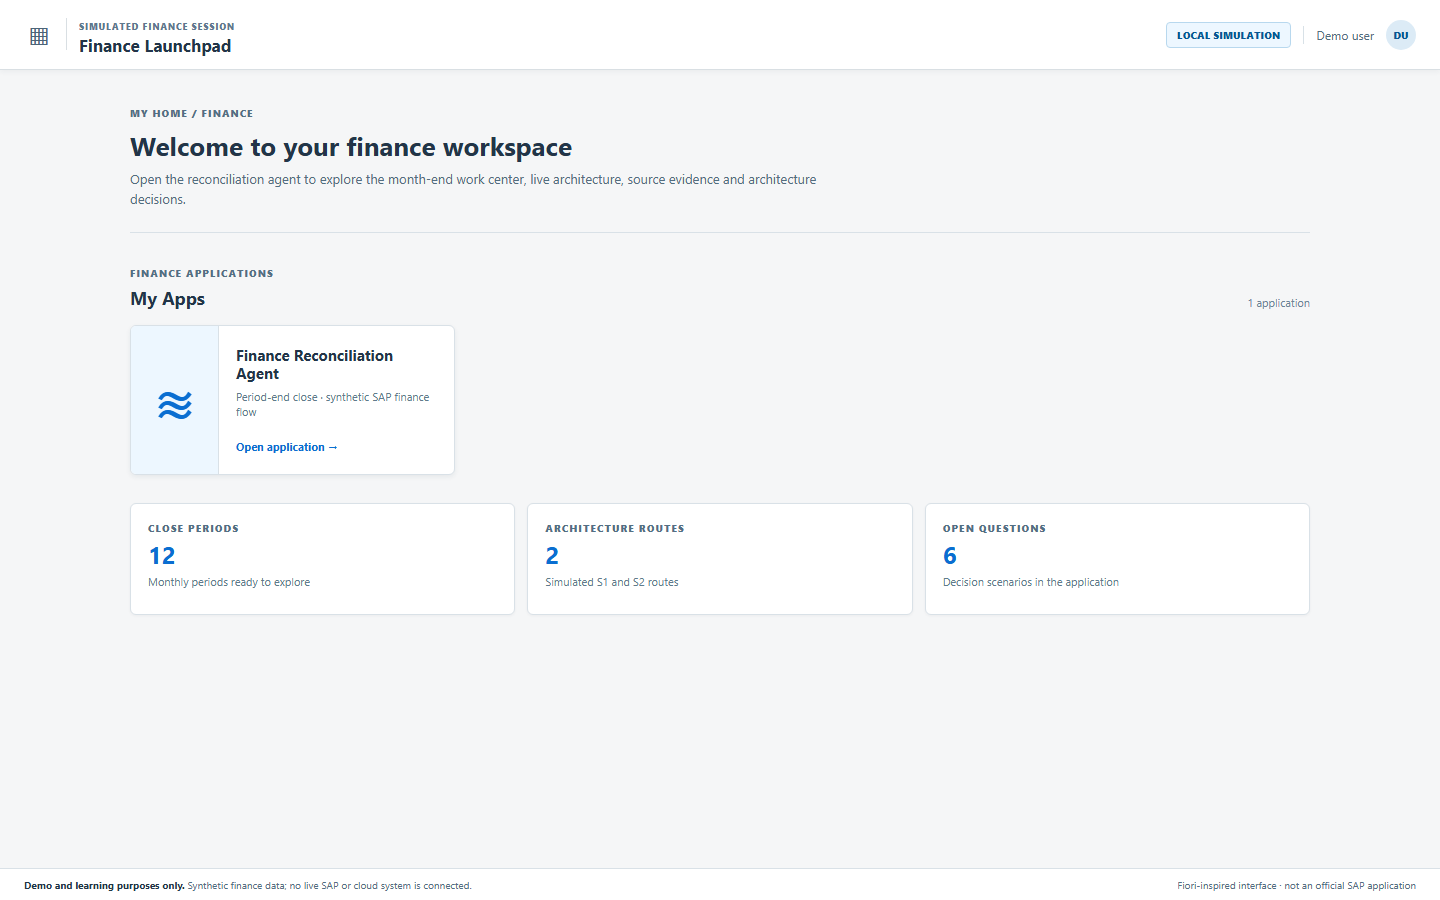 SIMULATED FINANCE SESSION
Finance Launchpad
LOCAL SIMULATION
Demo user
DU
MY HOME / FINANCE
Welcome to your finance workspace
Open the reconciliation agent to explore the month-end work center, live architecture, source evidence and architecture
decisions.
FINANCE APPLICATIONS
My Apps
1 application
Finance Reconciliation
Agent
Period-end close · synthetic SAP finance
flow
Open application →
CLOSE PERIODS
12
Monthly periods ready to explore
ARCHITECTURE ROUTES
2
Simulated S1 and S2 routes
OPEN QUESTIONS
6
Decision scenarios in the application
Demo and learning purposes only. Synthetic finance data; no live SAP or cloud system is connected.
Fiori-inspired interface · not an official SAP application